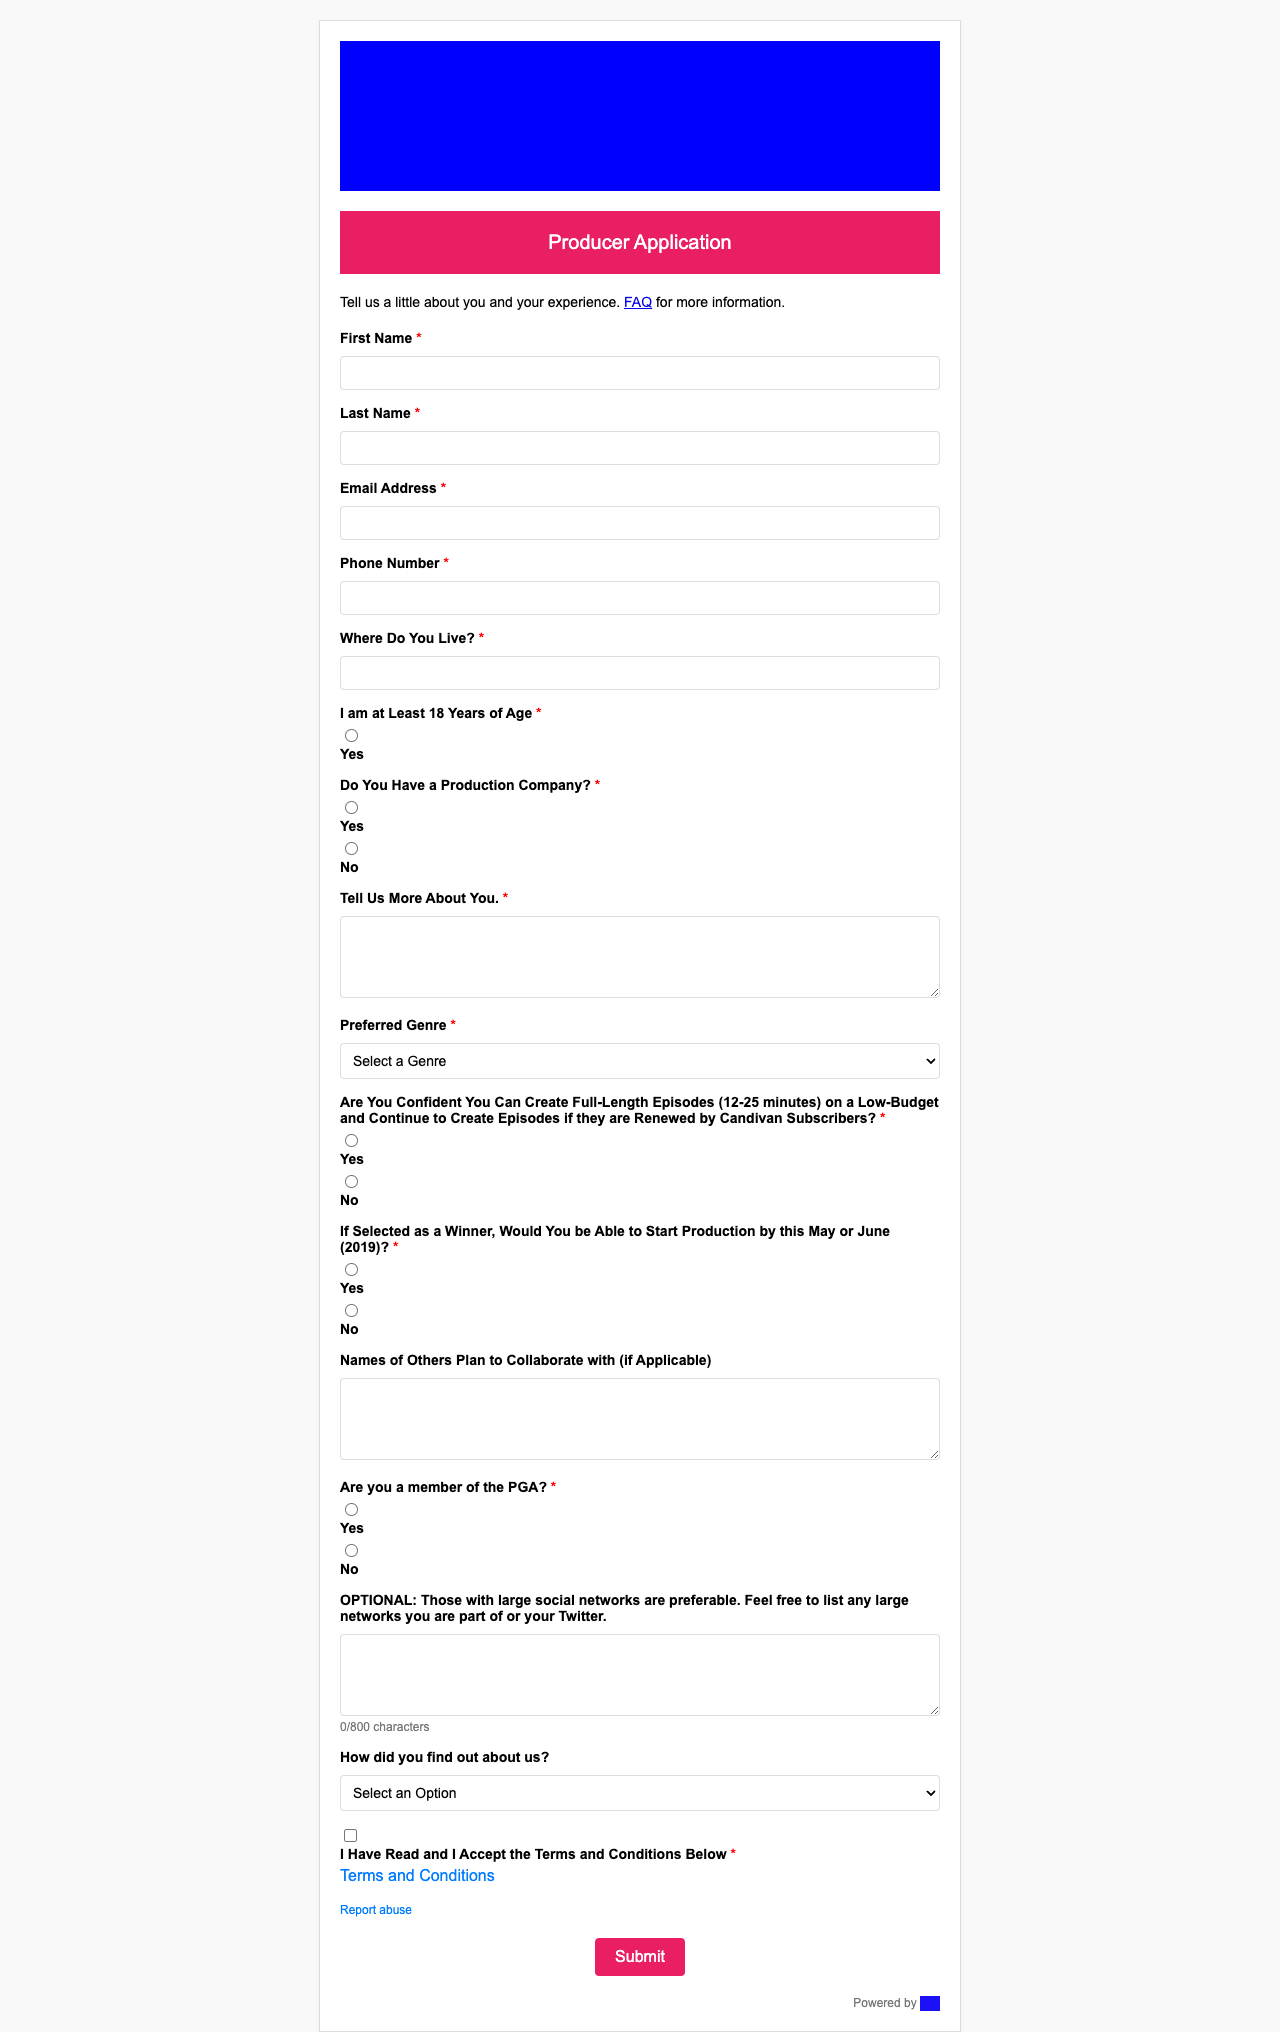 Producer Application
Tell us a little about you and your experience. FAQ for more information.
First Name *
Last Name *
Email Address *
Phone Number *
Where Do You Live? *
I am at Least 18 Years of Age *
Yes
Do You Have a Production Company? *
Yes
No
Tell Us More About You. *
Preferred Genre *
Select a Genre
Are You Confident You Can Create Full-Length Episodes (12-25 minutes) on a Low-Budget
and Continue to Create Episodes if they are Renewed by Candivan Subscribers? *
Yes
No
If Selected as a Winner, Would You be Able to Start Production by this May or June
(2019)? *
Yes
No
Names of Others Plan to Collaborate with (if Applicable)
Are you a member of the PGA? *
Yes
No
OPTIONAL: Those with large social networks are preferable. Feel free to list any large
networks you are part of or your Twitter.
0/800 characters
How did you find out about us?
Select an Option
I Have Read and I Accept the Terms and Conditions Below *
Terms and Conditions
Report abuse
Submit
Powered by